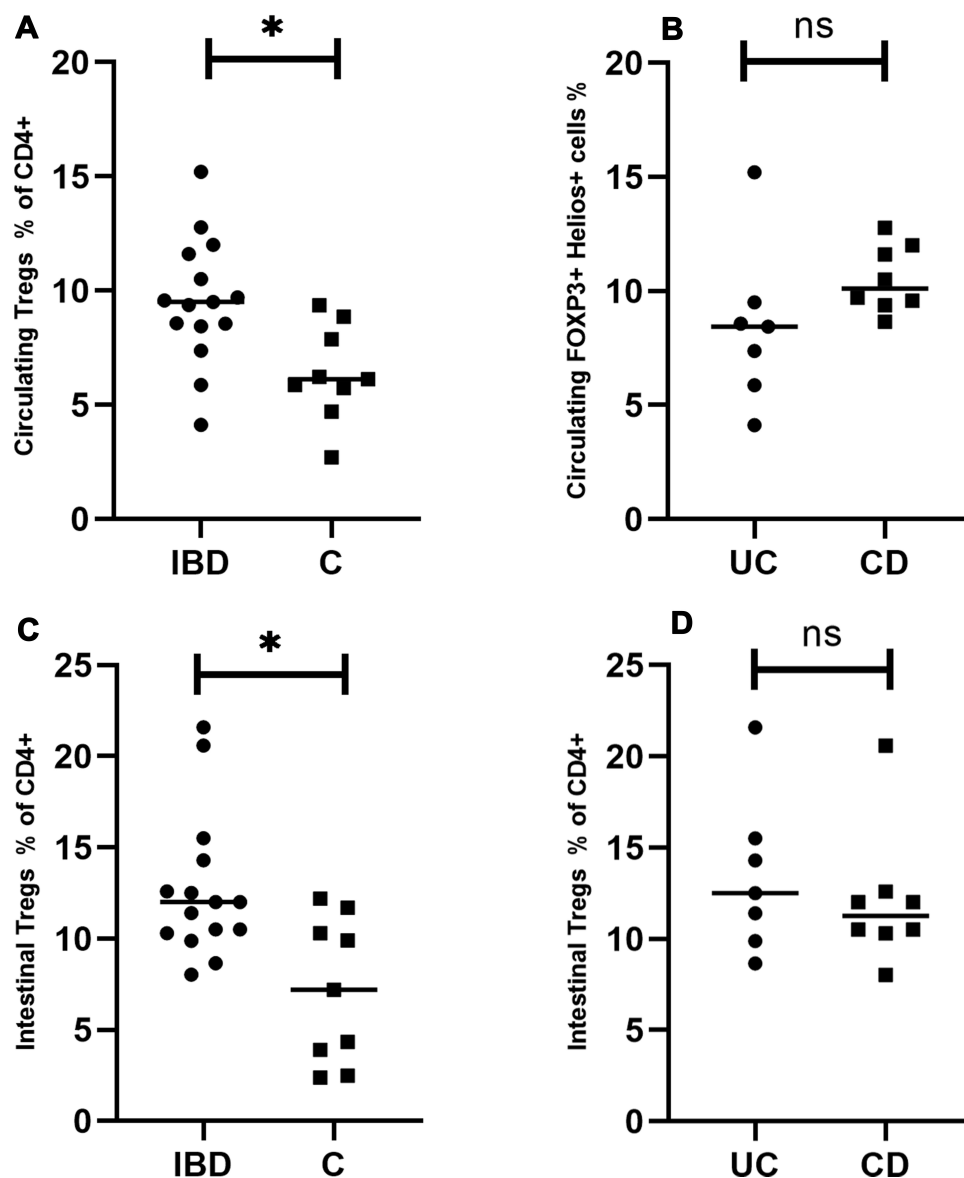 A
*
Circulating Tregs % of CD4+
20
15
10
5
0
IBD C
B
ns
Circulating FOXP3+ Helios+ cells %
20
15
10
5
0
UC CD
C
*
Intestinal Tregs % of CD4+
25
20
15
10
5
0
IBD C
D
ns
Intestinal Tregs % of CD4+
25
20
15
10
5
0
UC CD